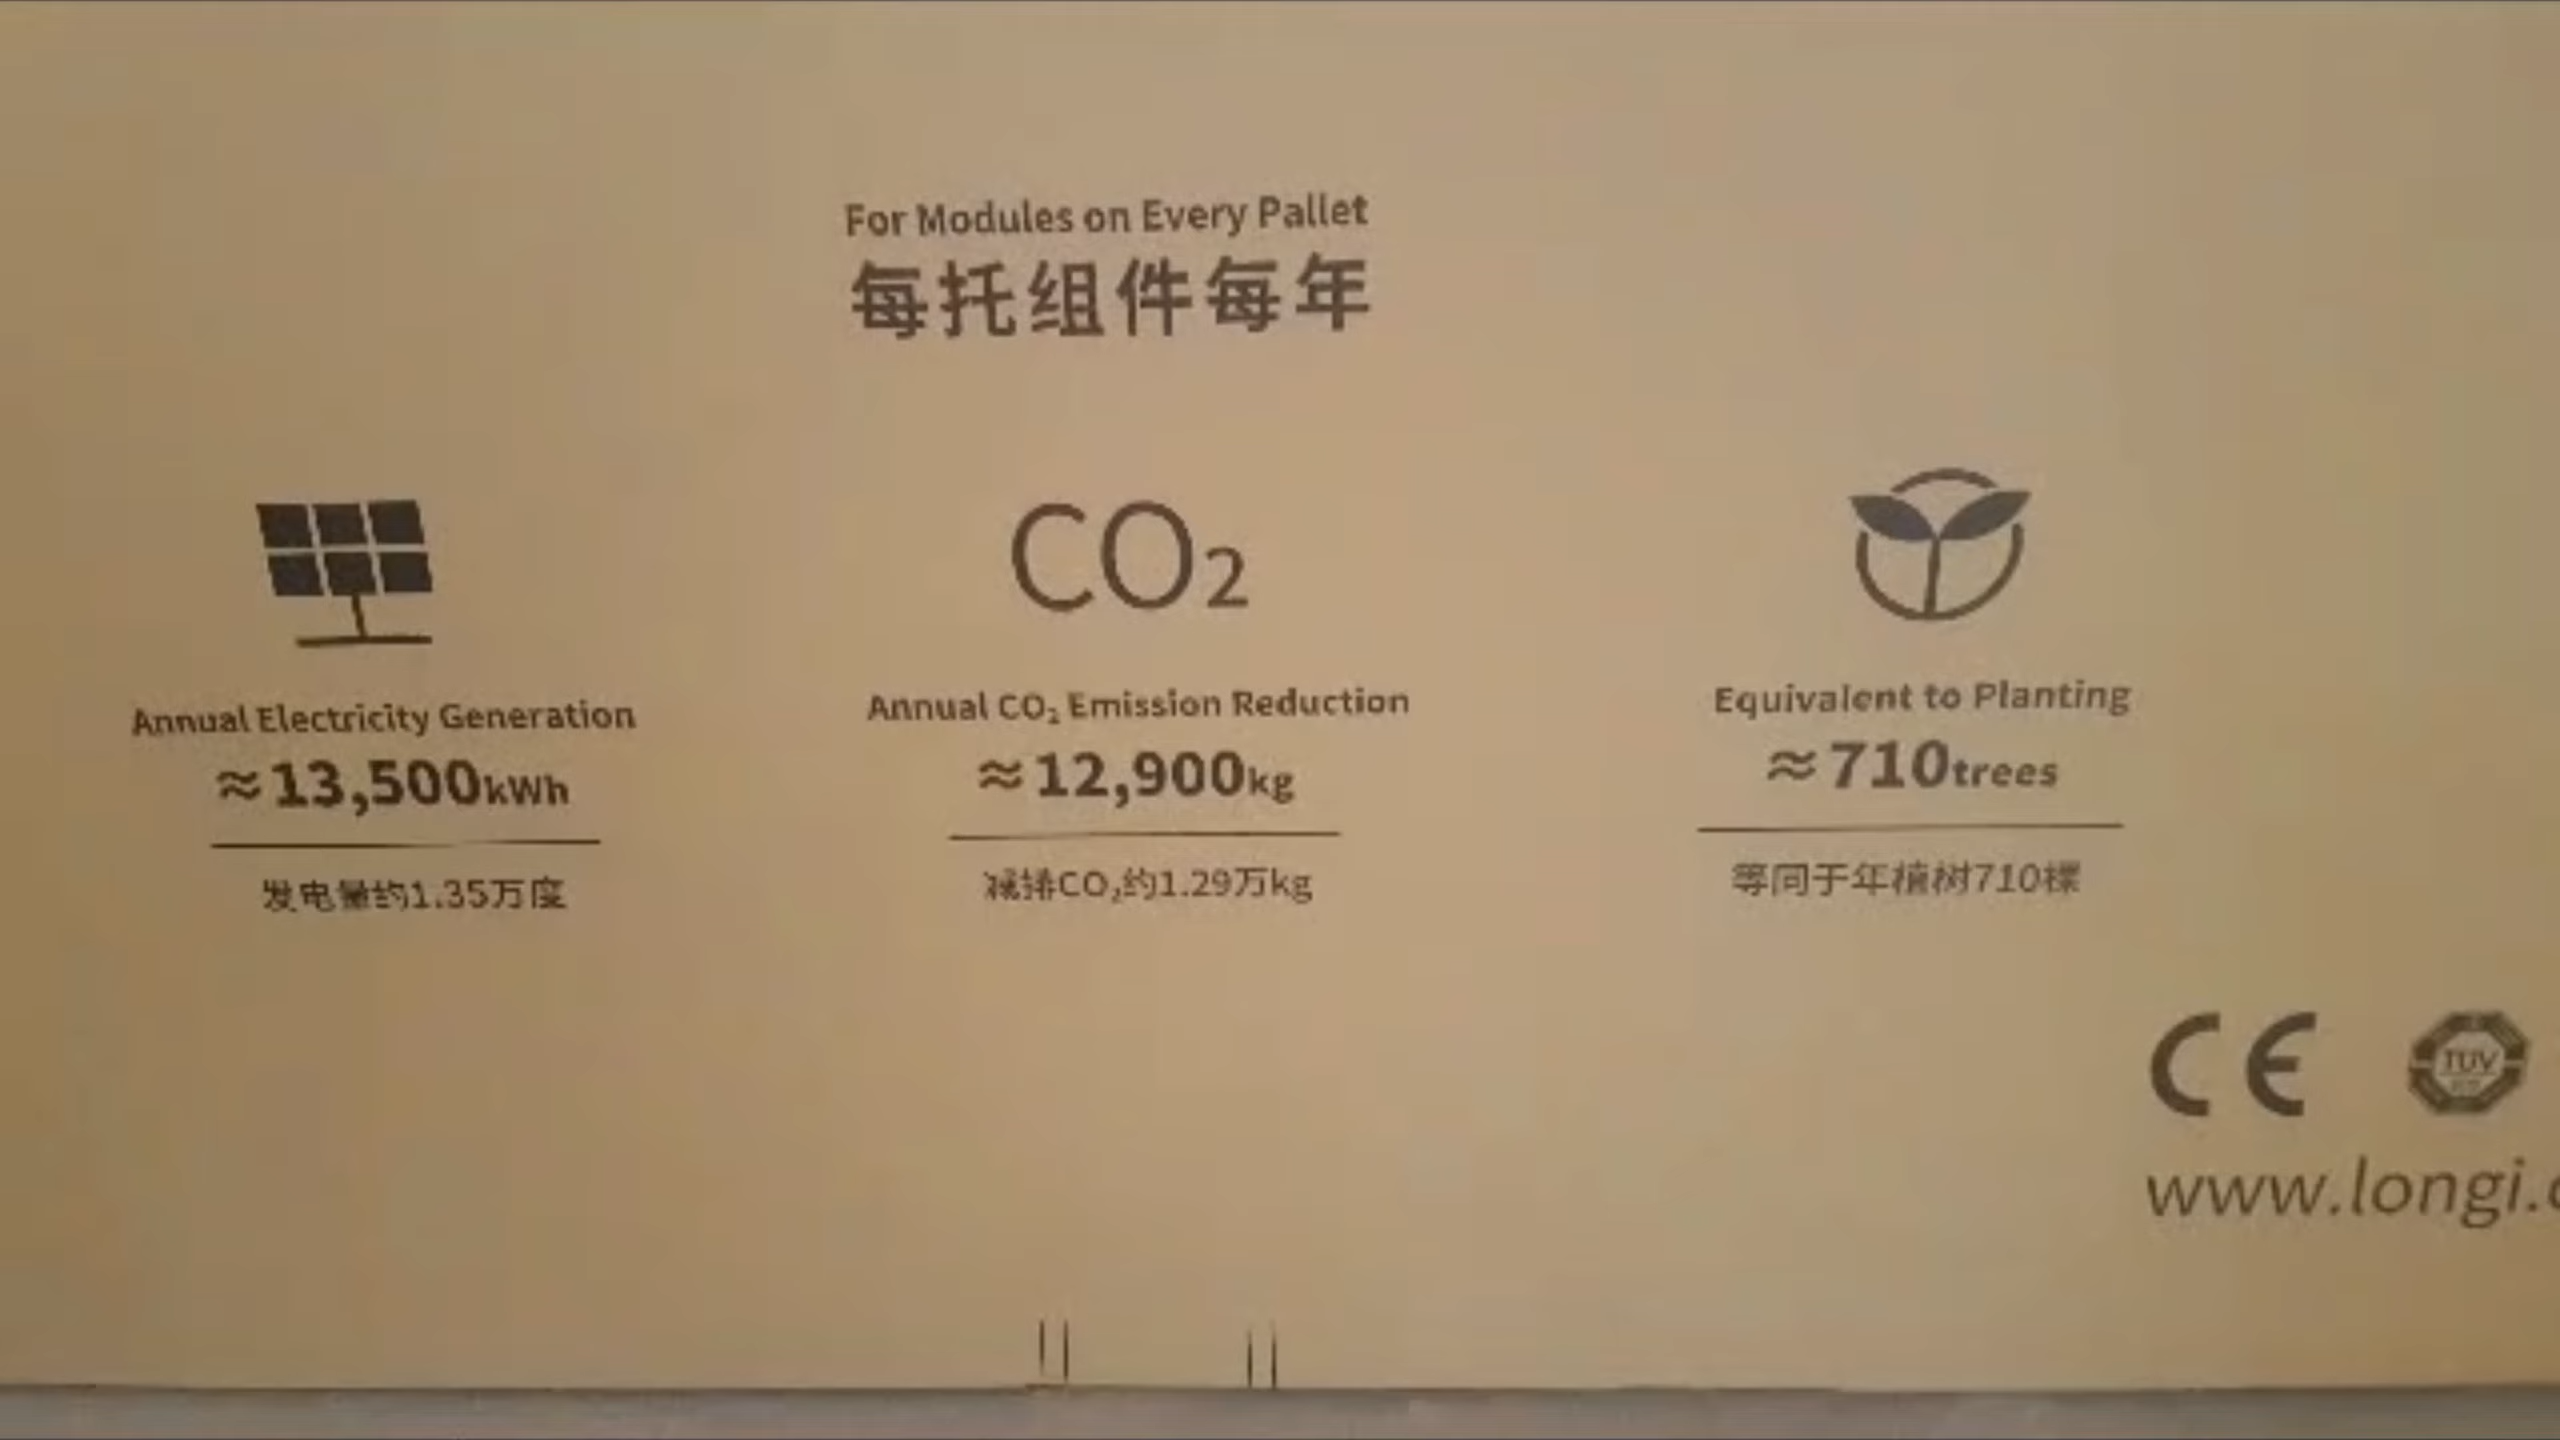 For Modules on Every Pallet
每托组件每年
CO₂
Annual Electricity Generation
≈13,500kWh
发电量约1.35万度
Annual CO₂ Emission Reduction
≈12,900kg
减排CO₂约1.29万kg
Equivalent to Planting
≈710trees
等同于年植树710棵
CE
TÜV
www.longi.c